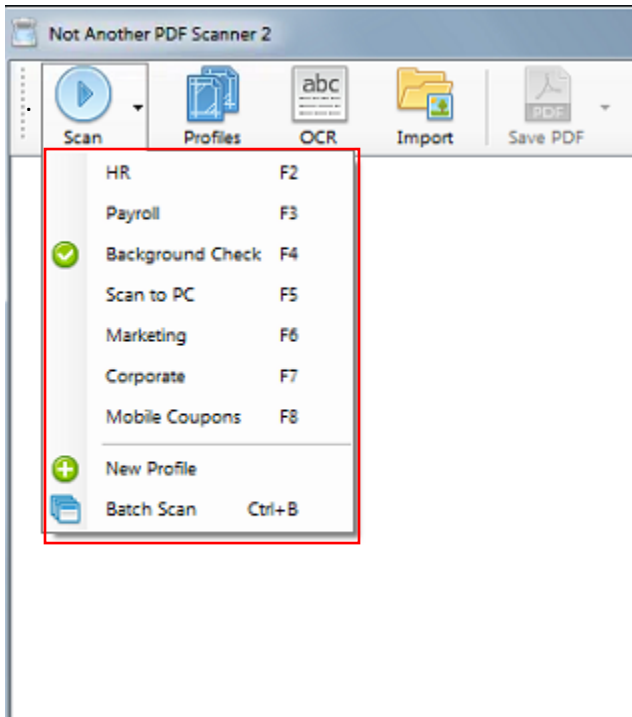 Not Another PDF Scanner 2
Scan Profiles abc OCR Import PDF Save PDF
HR F2
Payroll F3
Background Check F4
Scan to PC F5
Marketing F6
Corporate F7
Mobile Coupons F8
New Profile
Batch Scan Ctrl+B